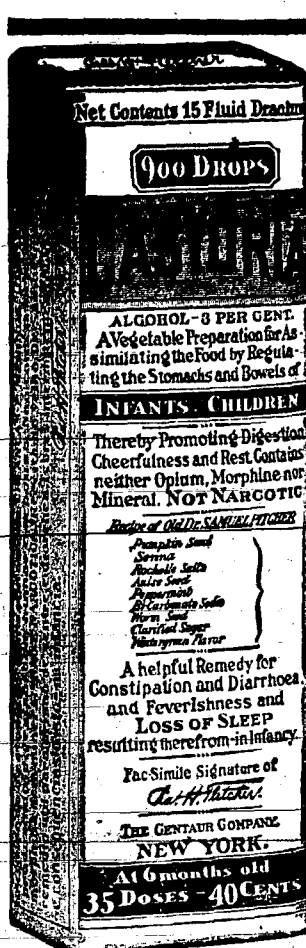 Net Contents 15 Fluid Drachms
900 DROPS
CASTORIA
ALCOHOL-3 PER CENT.
A Vegetable Preparation for As-
similating the Food by Regula-
ting the Stomachs and Bowels of
INFANTS. CHILDREN
Thereby Promoting Digestion
Cheerfulness and Rest. Contains
neither Opium, Morphine nor
Mineral. NOT NARCOTIC
Recipe of Old Dr. SAMUEL PITCHER
Pumpkin Seed
Senna
Rochelle Salts
Anise Seed
Peppermint
Bi-Carbonate Soda
Worm Seed
Clarified Sugar
Wintergreen Flavor
A helpful Remedy for
Constipation and Diarrhoea
and Feverishness and
LOSS OF SLEEP
resulting therefrom-in Infancy.
Fac-Simile Signature of
Chas. H. Fletcher.
THE CENTAUR COMPANY,
NEW YORK.
At 6 months old
35 DOSES - 40 CENTS